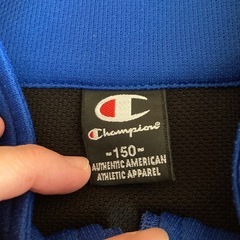 Champion
~150~
AUTHENTIC AMERICAN
ATHLETIC APPAREL